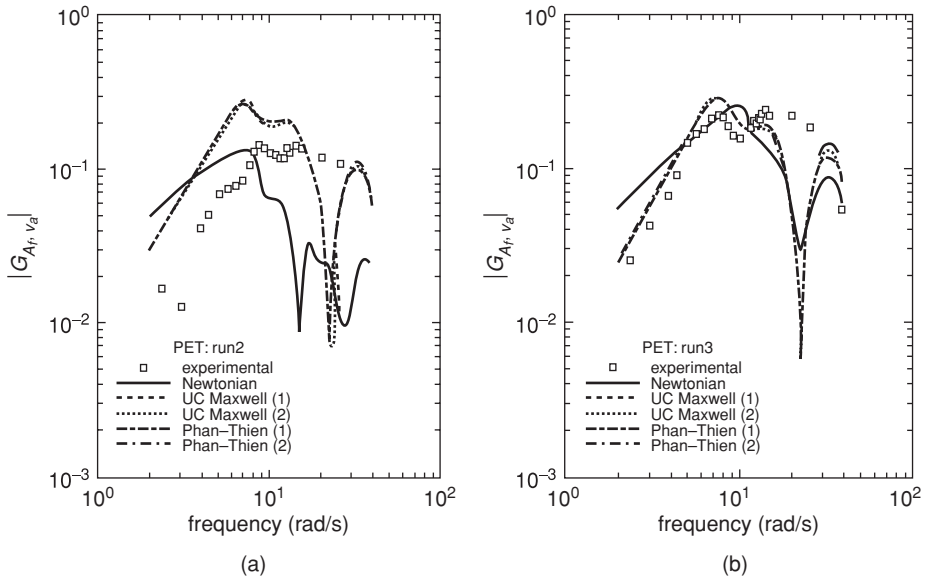 10^0
10^-1
10^-2
10^-3
|G_{A_f, v_a}|
PET: run2
experimental
Newtonian
UC Maxwell (1)
UC Maxwell (2)
Phan–Thien (1)
Phan–Thien (2)
10^0 10^1 10^2
frequency (rad/s)
(a)
10^0
10^-1
10^-2
10^-3
|G_{A_f, v_a}|
PET: run3
experimental
Newtonian
UC Maxwell (1)
UC Maxwell (2)
Phan–Thien (1)
Phan–Thien (2)
10^0 10^1 10^2
frequency (rad/s)
(b)